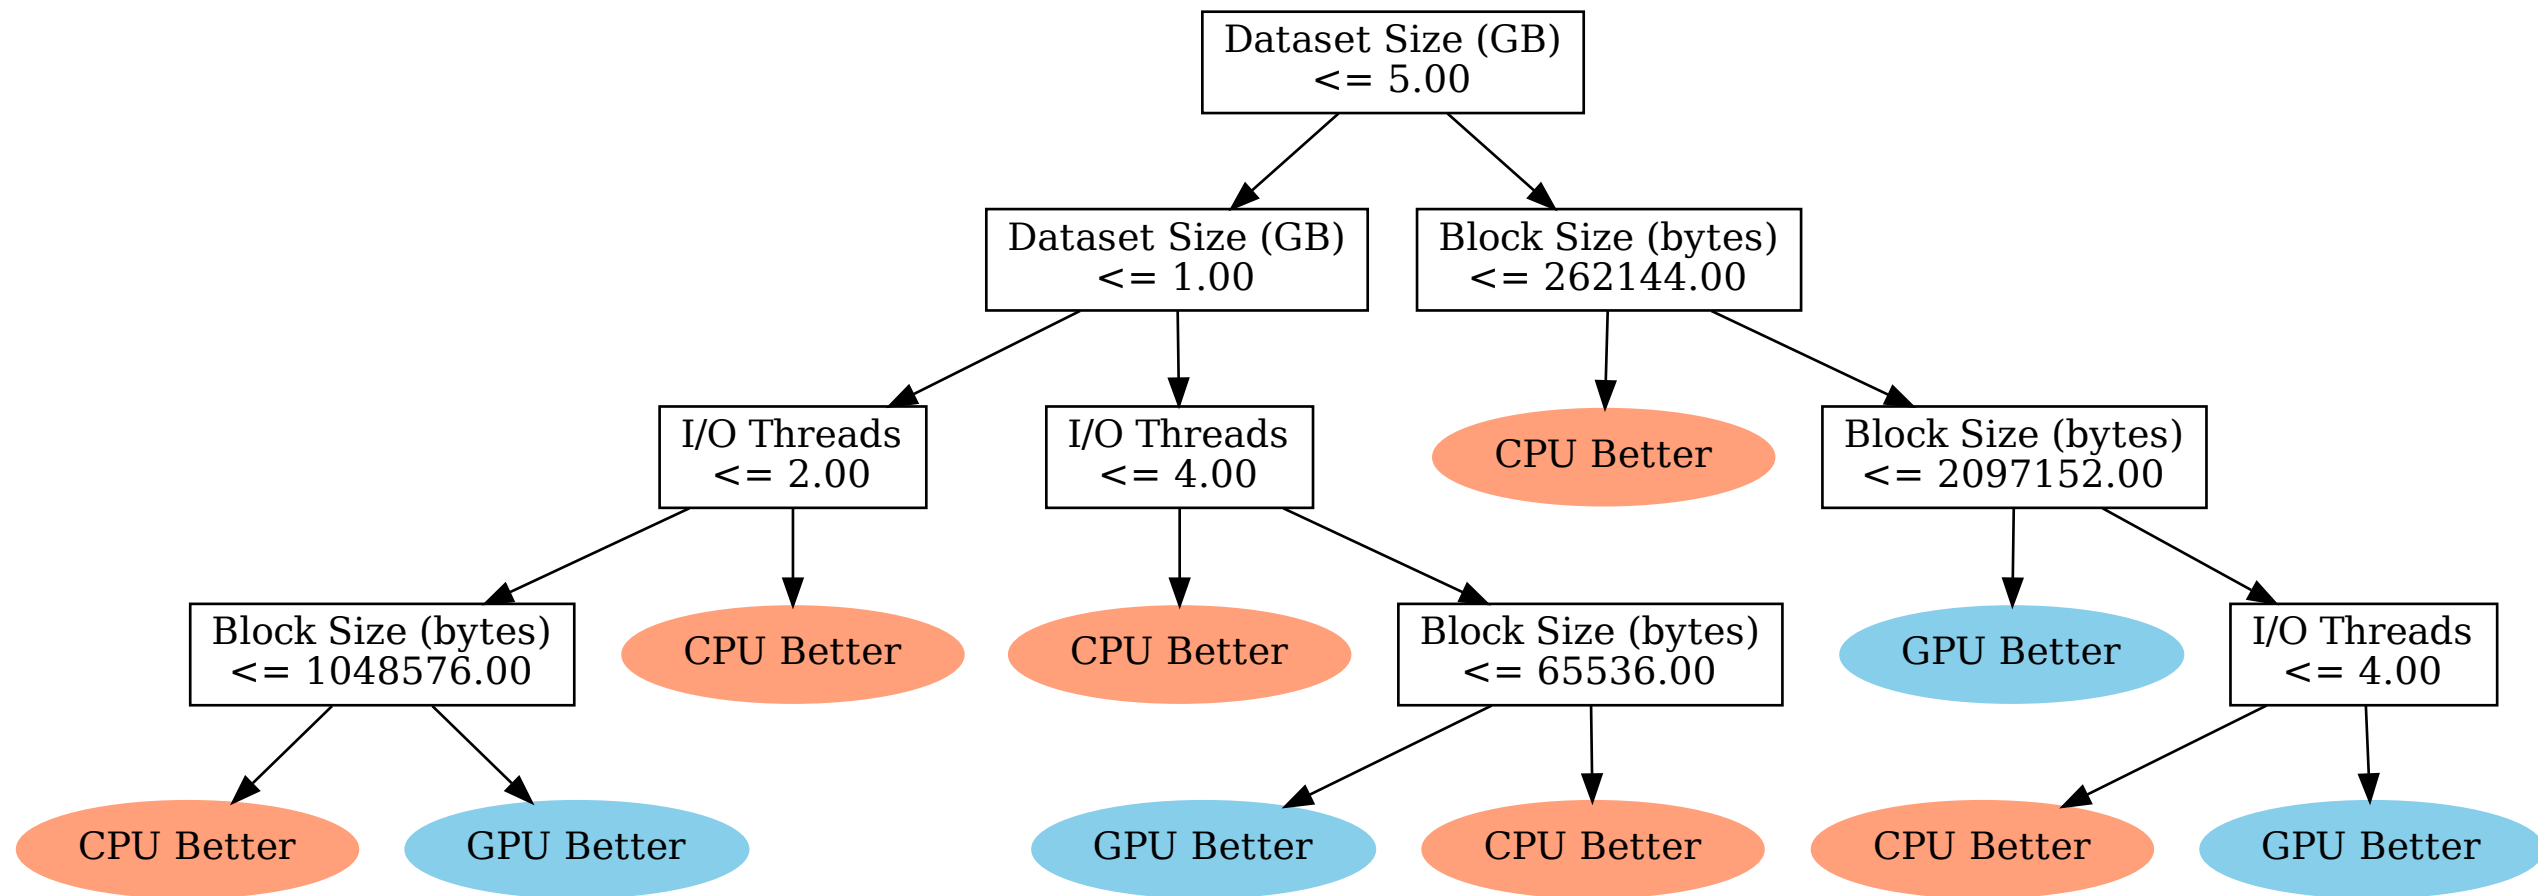 Dataset Size (GB)
<= 5.00
Dataset Size (GB)
<= 1.00
Block Size (bytes)
<= 262144.00
I/O Threads
<= 2.00
I/O Threads
<= 4.00
CPU Better
Block Size (bytes)
<= 2097152.00
Block Size (bytes)
<= 1048576.00
CPU Better
CPU Better
Block Size (bytes)
<= 65536.00
GPU Better
I/O Threads
<= 4.00
CPU Better
GPU Better
GPU Better
CPU Better
CPU Better
GPU Better